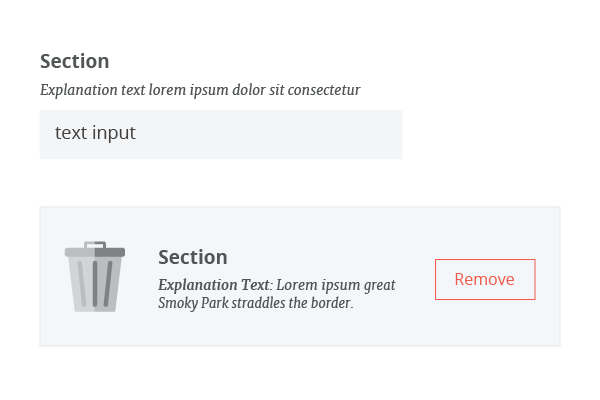 Section
Explanation text lorem ipsum dolor sit consectetur
text input
Section
Explanation Text: Lorem ipsum great
Smoky Park straddles the border.
Remove